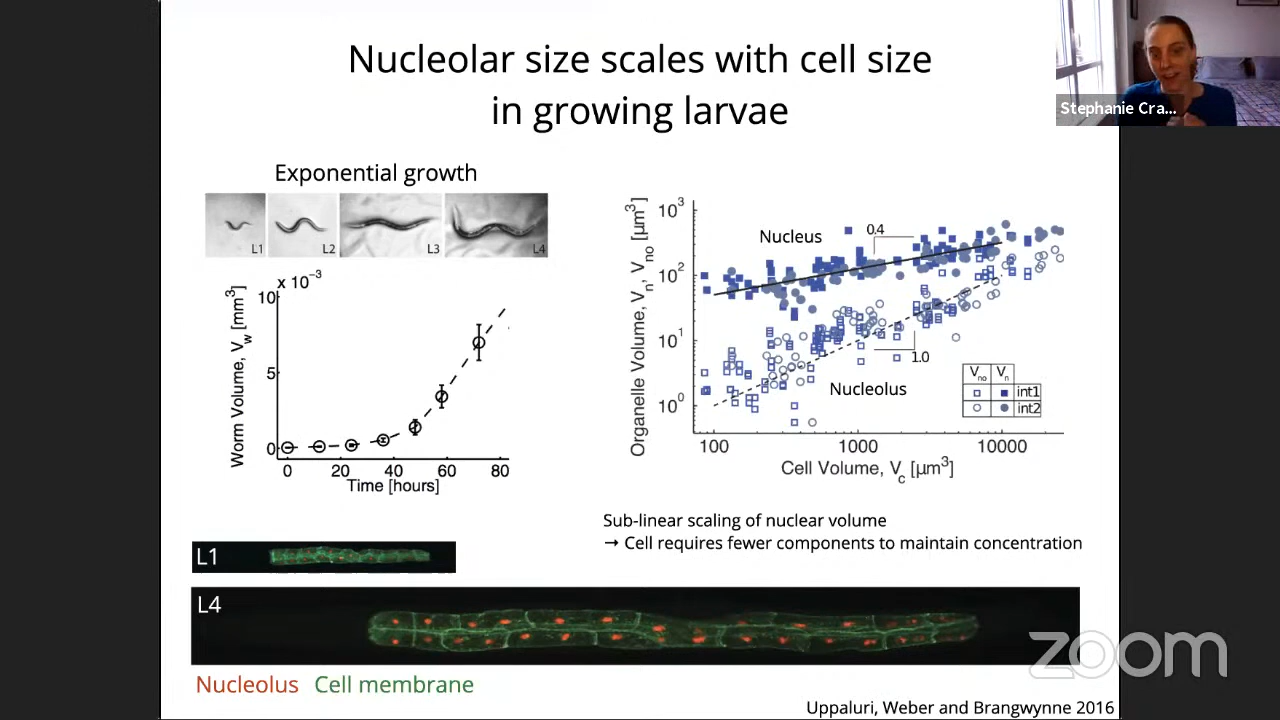 Nucleolar size scales with cell size
in growing larvae
Stephanie Cra...
Exponential growth
L1
L2
L3
L4
x 10⁻³
10
5
0
Worm Volume, V_w [mm³]
0 20 40 60 80
Time [hours]
10³
10²
10¹
10⁰
Organelle Volume, V_n, V_no [μm³]
Nucleus
0.4
1.0
Nucleolus
V_no V_n
int1
int2
100 1000 10000
Cell Volume, V_c [μm³]
Sub-linear scaling of nuclear volume
→ Cell requires fewer components to maintain concentration
L1
L4
Nucleolus Cell membrane
zoom
Uppaluri, Weber and Brangwynne 2016